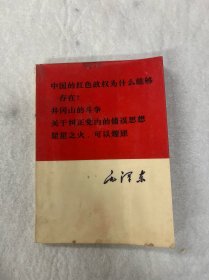 中国的红色政权为什么能够
存在？
井冈山的斗争
关于纠正党内的错误思想
星星之火，可以燎原
毛泽东